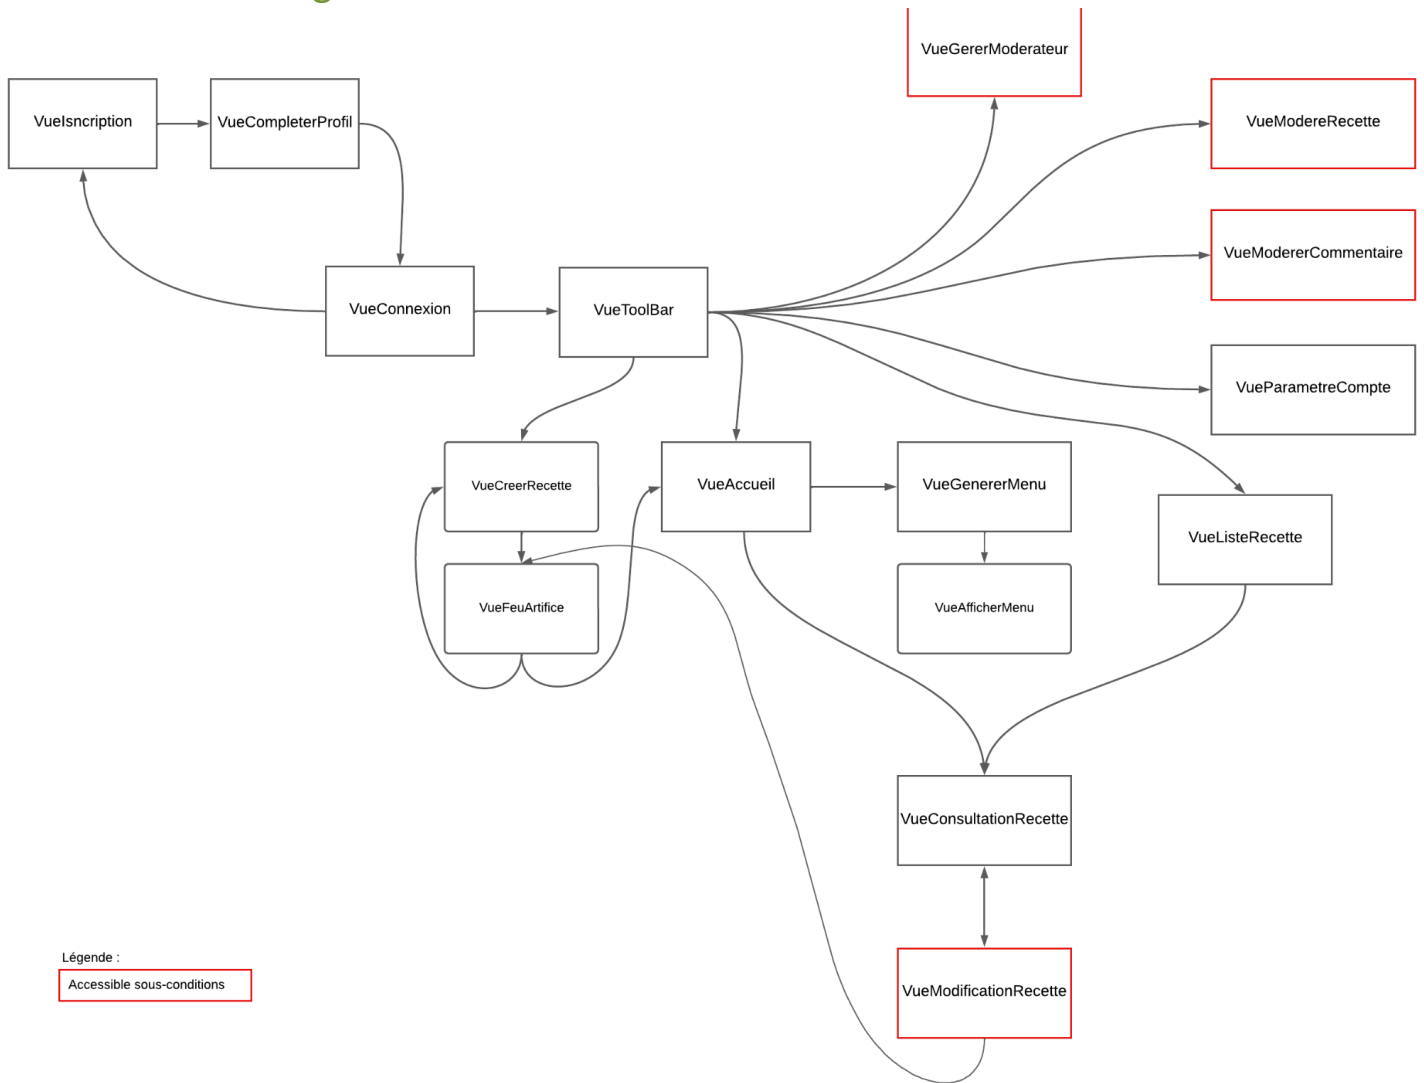 VueGererModerateur
VueIsncription
VueCompleterProfil
VueModereRecette
VueModererCommentaire
VueConnexion
VueToolBar
VueParametreCompte
VueCreerRecette
VueAccueil
VueGenererMenu
VueListeRecette
VueFeuArtifice
VueAfficherMenu
VueConsultationRecette
Légende :
Accessible sous-conditions
VueModificationRecette